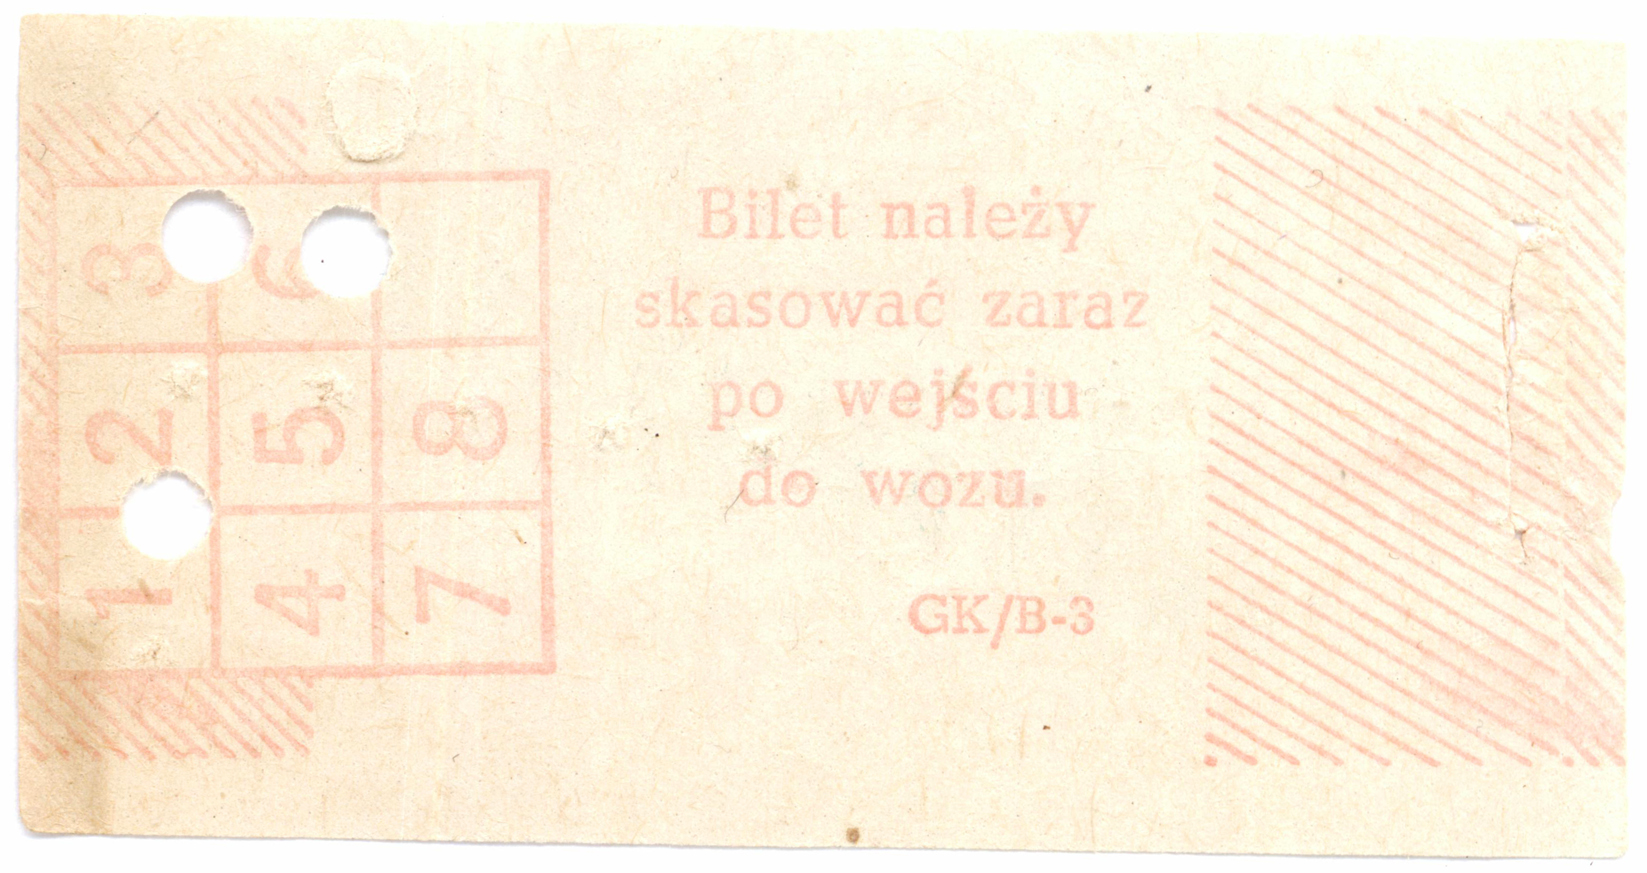 3 6
2 5 8
1 4 7
Bilet należy
skasować zaraz
po wejściu
do wozu.
GK/B-3